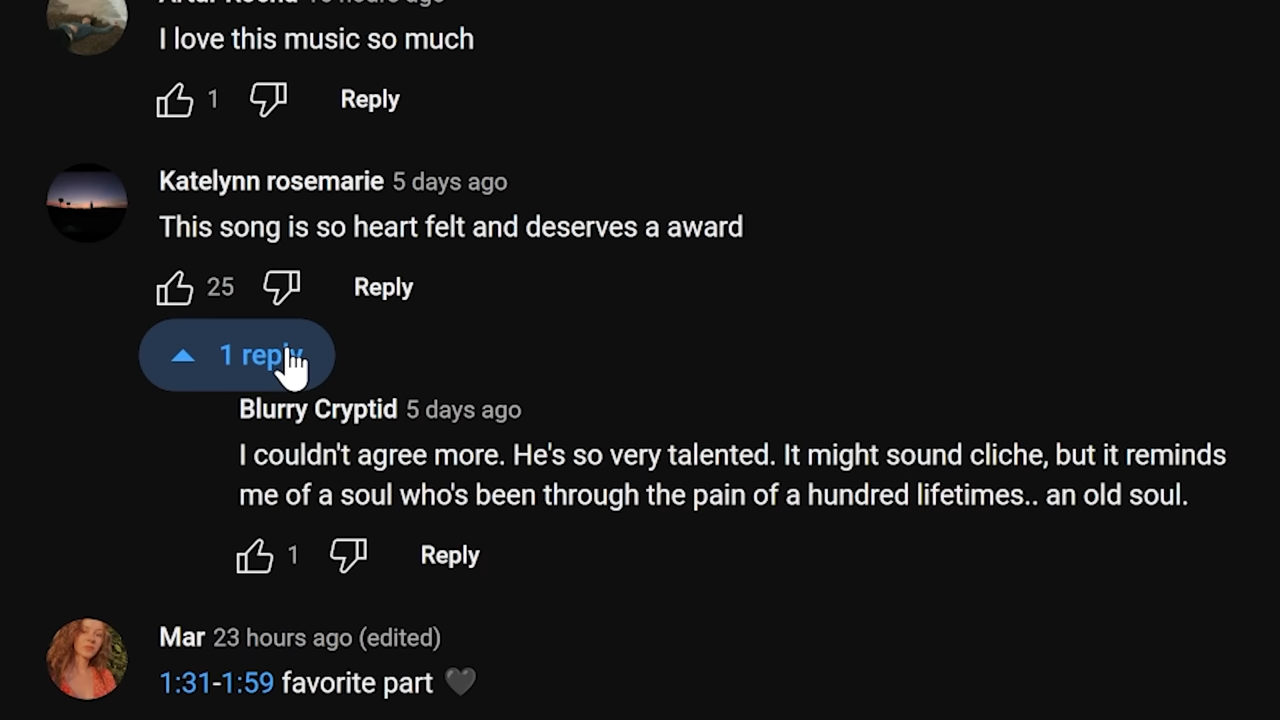 I love this music so much
1 Reply
Katelynn rosemarie 5 days ago
This song is so heart felt and deserves a award
25 Reply
1 reply
Blurry Cryptid 5 days ago
I couldn't agree more. He's so very talented. It might sound cliche, but it reminds
me of a soul who's been through the pain of a hundred lifetimes.. an old soul.
1 Reply
Mar 23 hours ago (edited)
1:31-1:59 favorite part 🖤